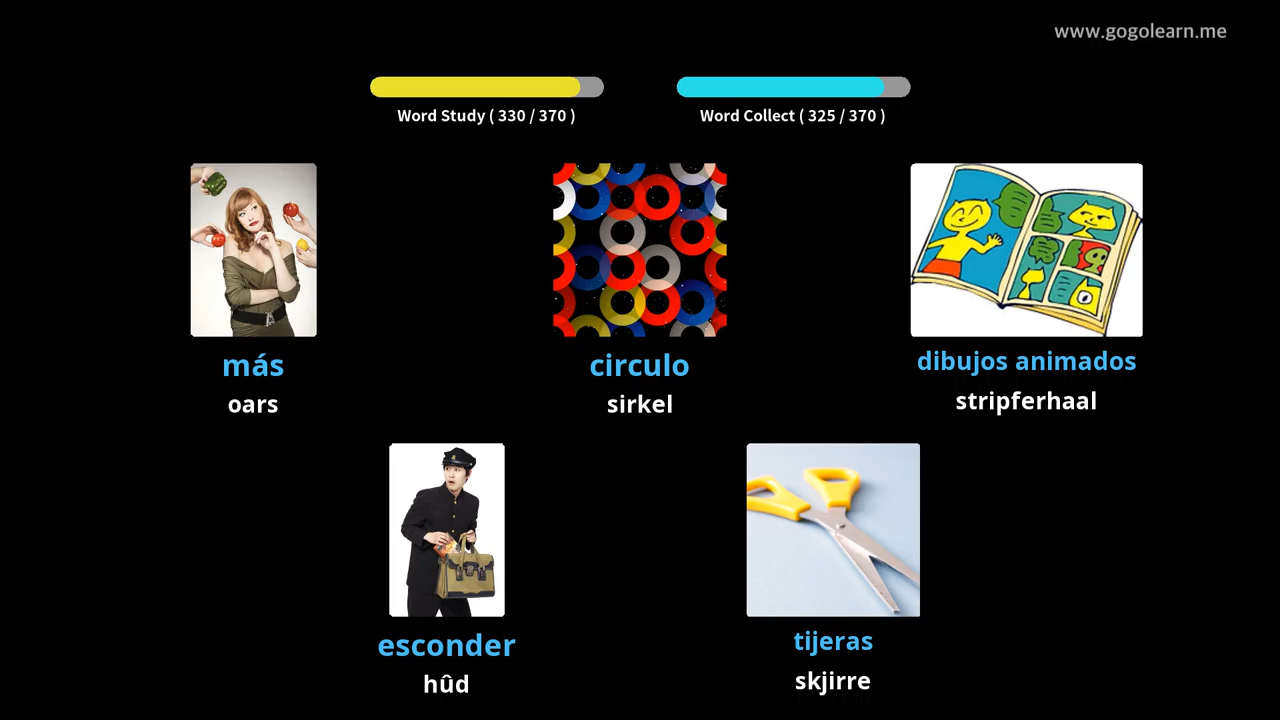 www.gogolearn.me
Word Study ( 330 / 370 )
Word Collect ( 325 / 370 )
más
oars
circulo
sirkel
dibujos animados
stripferhaal
esconder
hûd
tijeras
skjirre